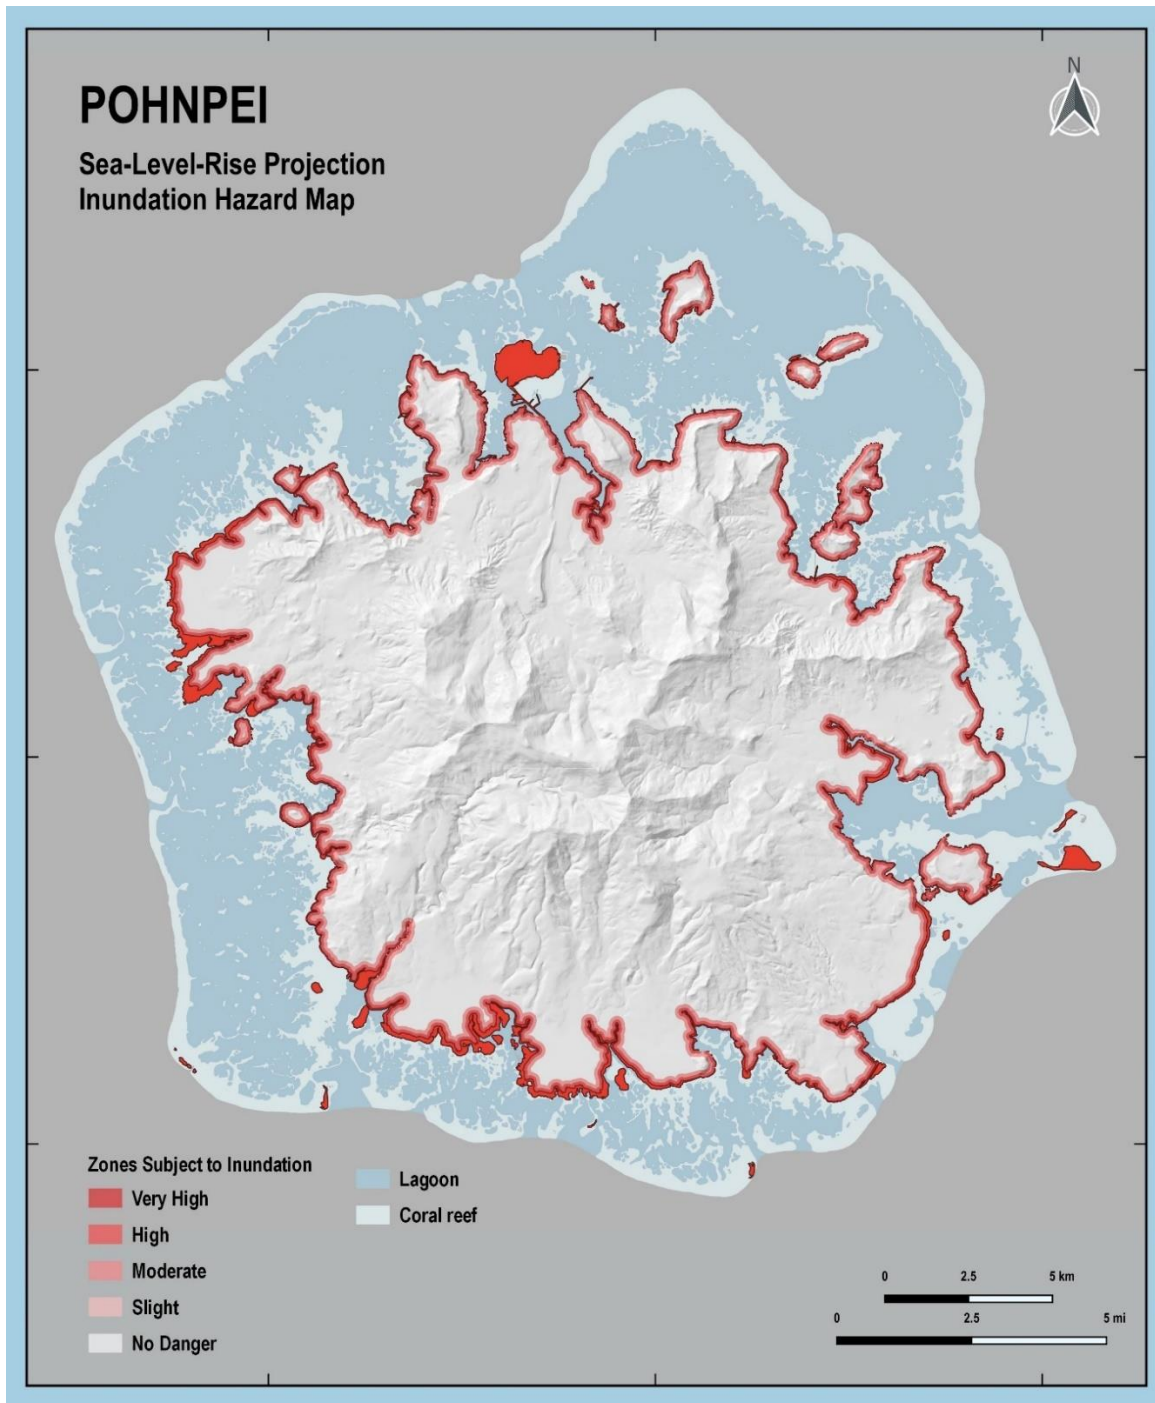 POHNPEI
Sea-Level-Rise Projection
Inundation Hazard Map
N
Zones Subject to Inundation
Very High
High
Moderate
Slight
No Danger
Lagoon
Coral reef
0 2.5 5 km
0 2.5 5 mi